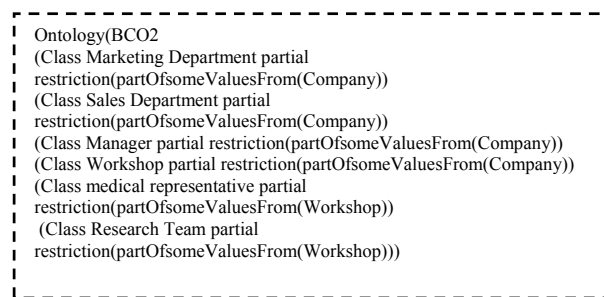 Ontology(BCO2
(Class Marketing Department partial
restriction(partOfsomeValuesFrom(Company))
(Class Sales Department partial
restriction(partOfsomeValuesFrom(Company))
(Class Manager partial restriction(partOfsomeValuesFrom(Company))
(Class Workshop partial restriction(partOfsomeValuesFrom(Company))
(Class medical representative partial
restriction(partOfsomeValuesFrom(Workshop))
(Class Research Team partial
restriction(partOfsomeValuesFrom(Workshop)))